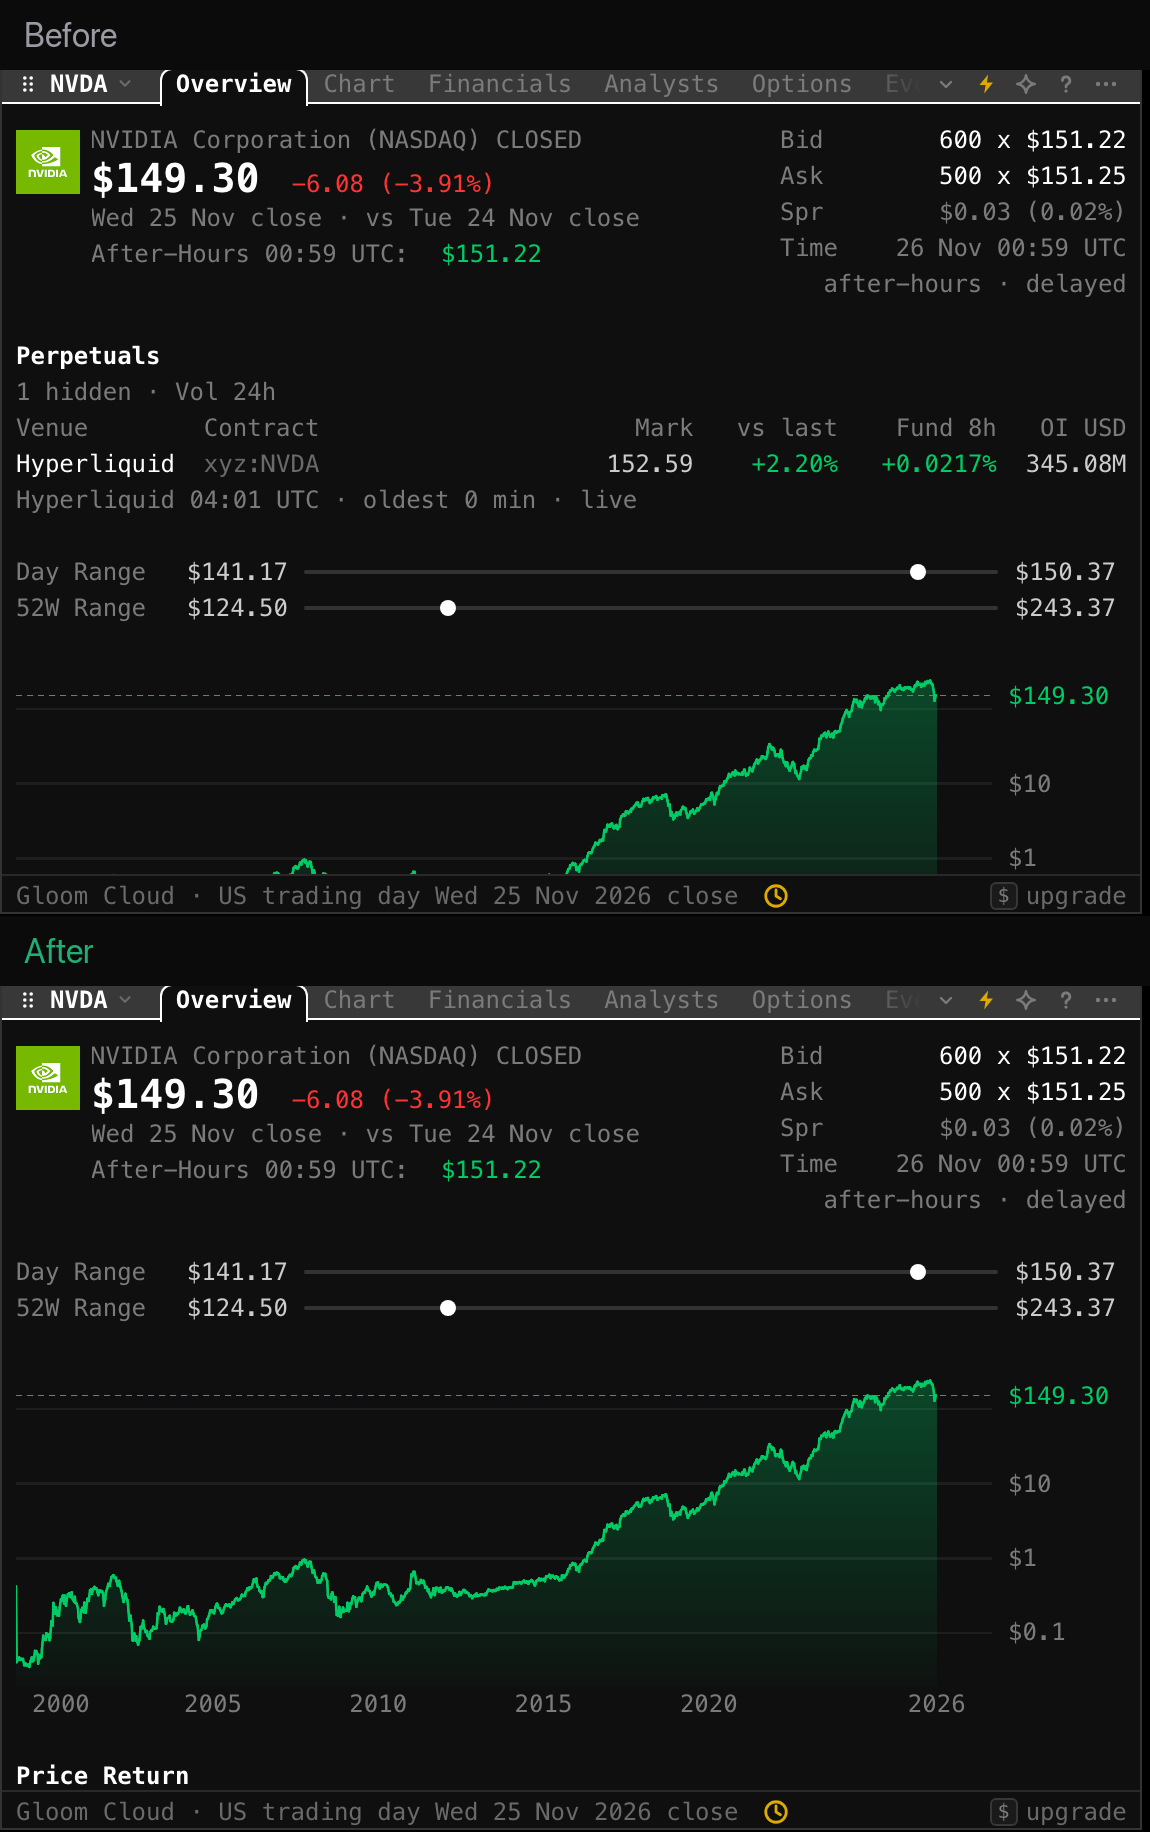 Before
NVDA Overview Chart Financials Analysts Options ?
NVIDIA Corporation (NASDAQ) CLOSED
Bid 600 x $151.22
NVIDIA
$149.30 −6.08 (−3.91%)
Ask 500 x $151.25
Wed 25 Nov close · vs Tue 24 Nov close
Spr $0.03 (0.02%)
After−Hours 00:59 UTC: $151.22
Time 26 Nov 00:59 UTC
after−hours · delayed
Perpetuals
1 hidden · Vol 24h
Venue Contract Mark vs last Fund 8h OI USD
Hyperliquid xyz:NVDA 152.59 +2.20% +0.0217% 345.08M
Hyperliquid 04:01 UTC · oldest 0 min · live
Day Range $141.17 $150.37
52W Range $124.50 $243.37
$149.30
$10
$1
Gloom Cloud · US trading day Wed 25 Nov 2026 close $ upgrade
After
NVDA Overview Chart Financials Analysts Options ?
NVIDIA Corporation (NASDAQ) CLOSED
Bid 600 x $151.22
NVIDIA
$149.30 −6.08 (−3.91%)
Ask 500 x $151.25
Wed 25 Nov close · vs Tue 24 Nov close
Spr $0.03 (0.02%)
After−Hours 00:59 UTC: $151.22
Time 26 Nov 00:59 UTC
after−hours · delayed
Day Range $141.17 $150.37
52W Range $124.50 $243.37
$149.30
$10
$1
$0.1
2000 2005 2010 2015 2020 2026
Price Return
Gloom Cloud · US trading day Wed 25 Nov 2026 close $ upgrade